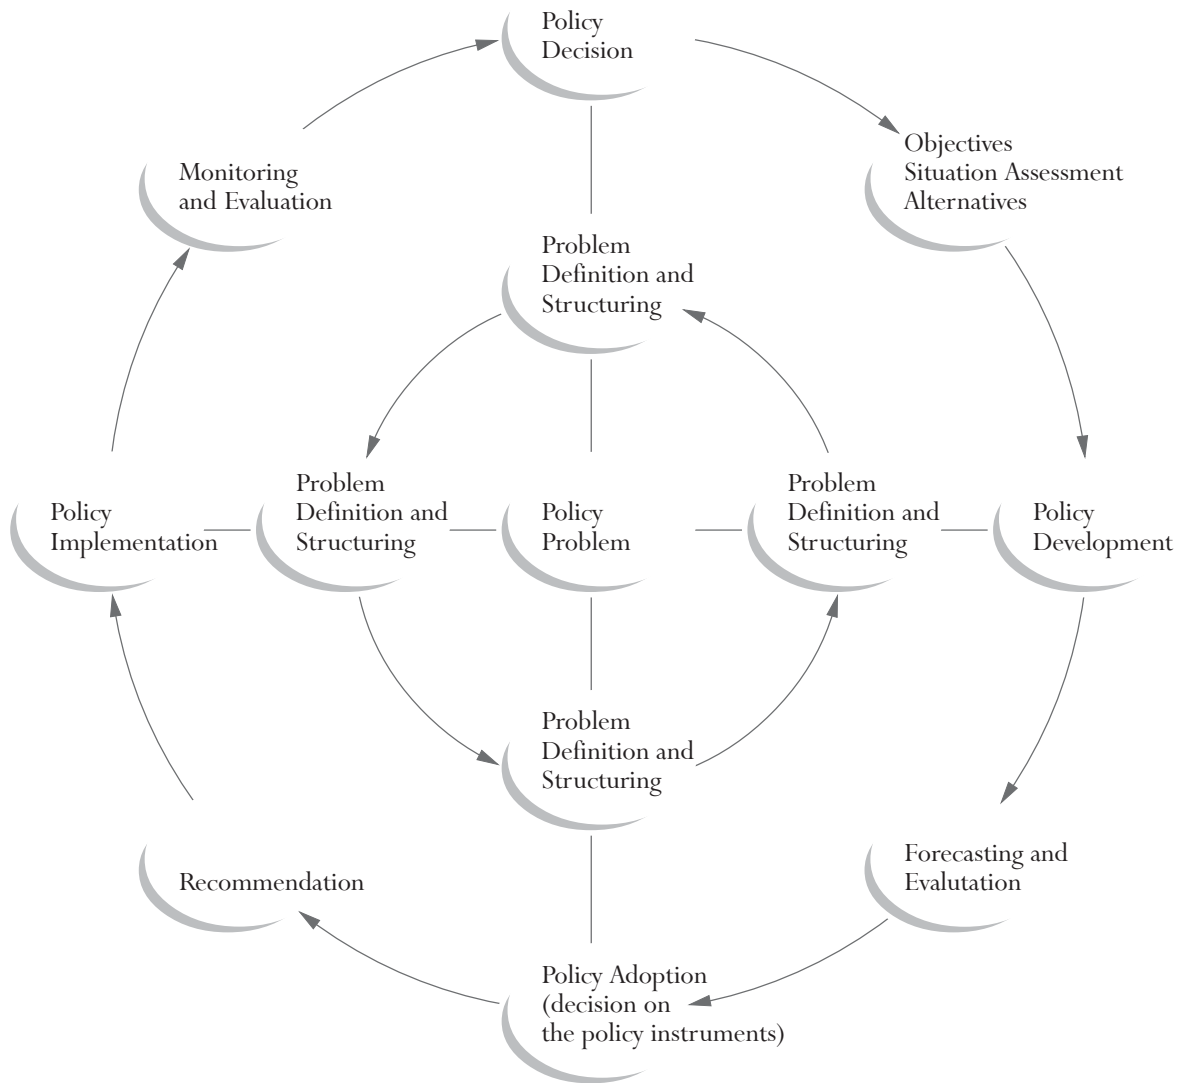 Policy
Decision
Objectives
Situation Assessment
Alternatives
Monitoring
and Evaluation
Problem
Definition and
Structuring
Policy
Implementation
Problem
Definition and
Structuring
Policy
Problem
Problem
Definition and
Structuring
Policy
Development
Problem
Definition and
Structuring
Recommendation
Forecasting and
Evalutation
Policy Adoption
(decision on
the policy instruments)